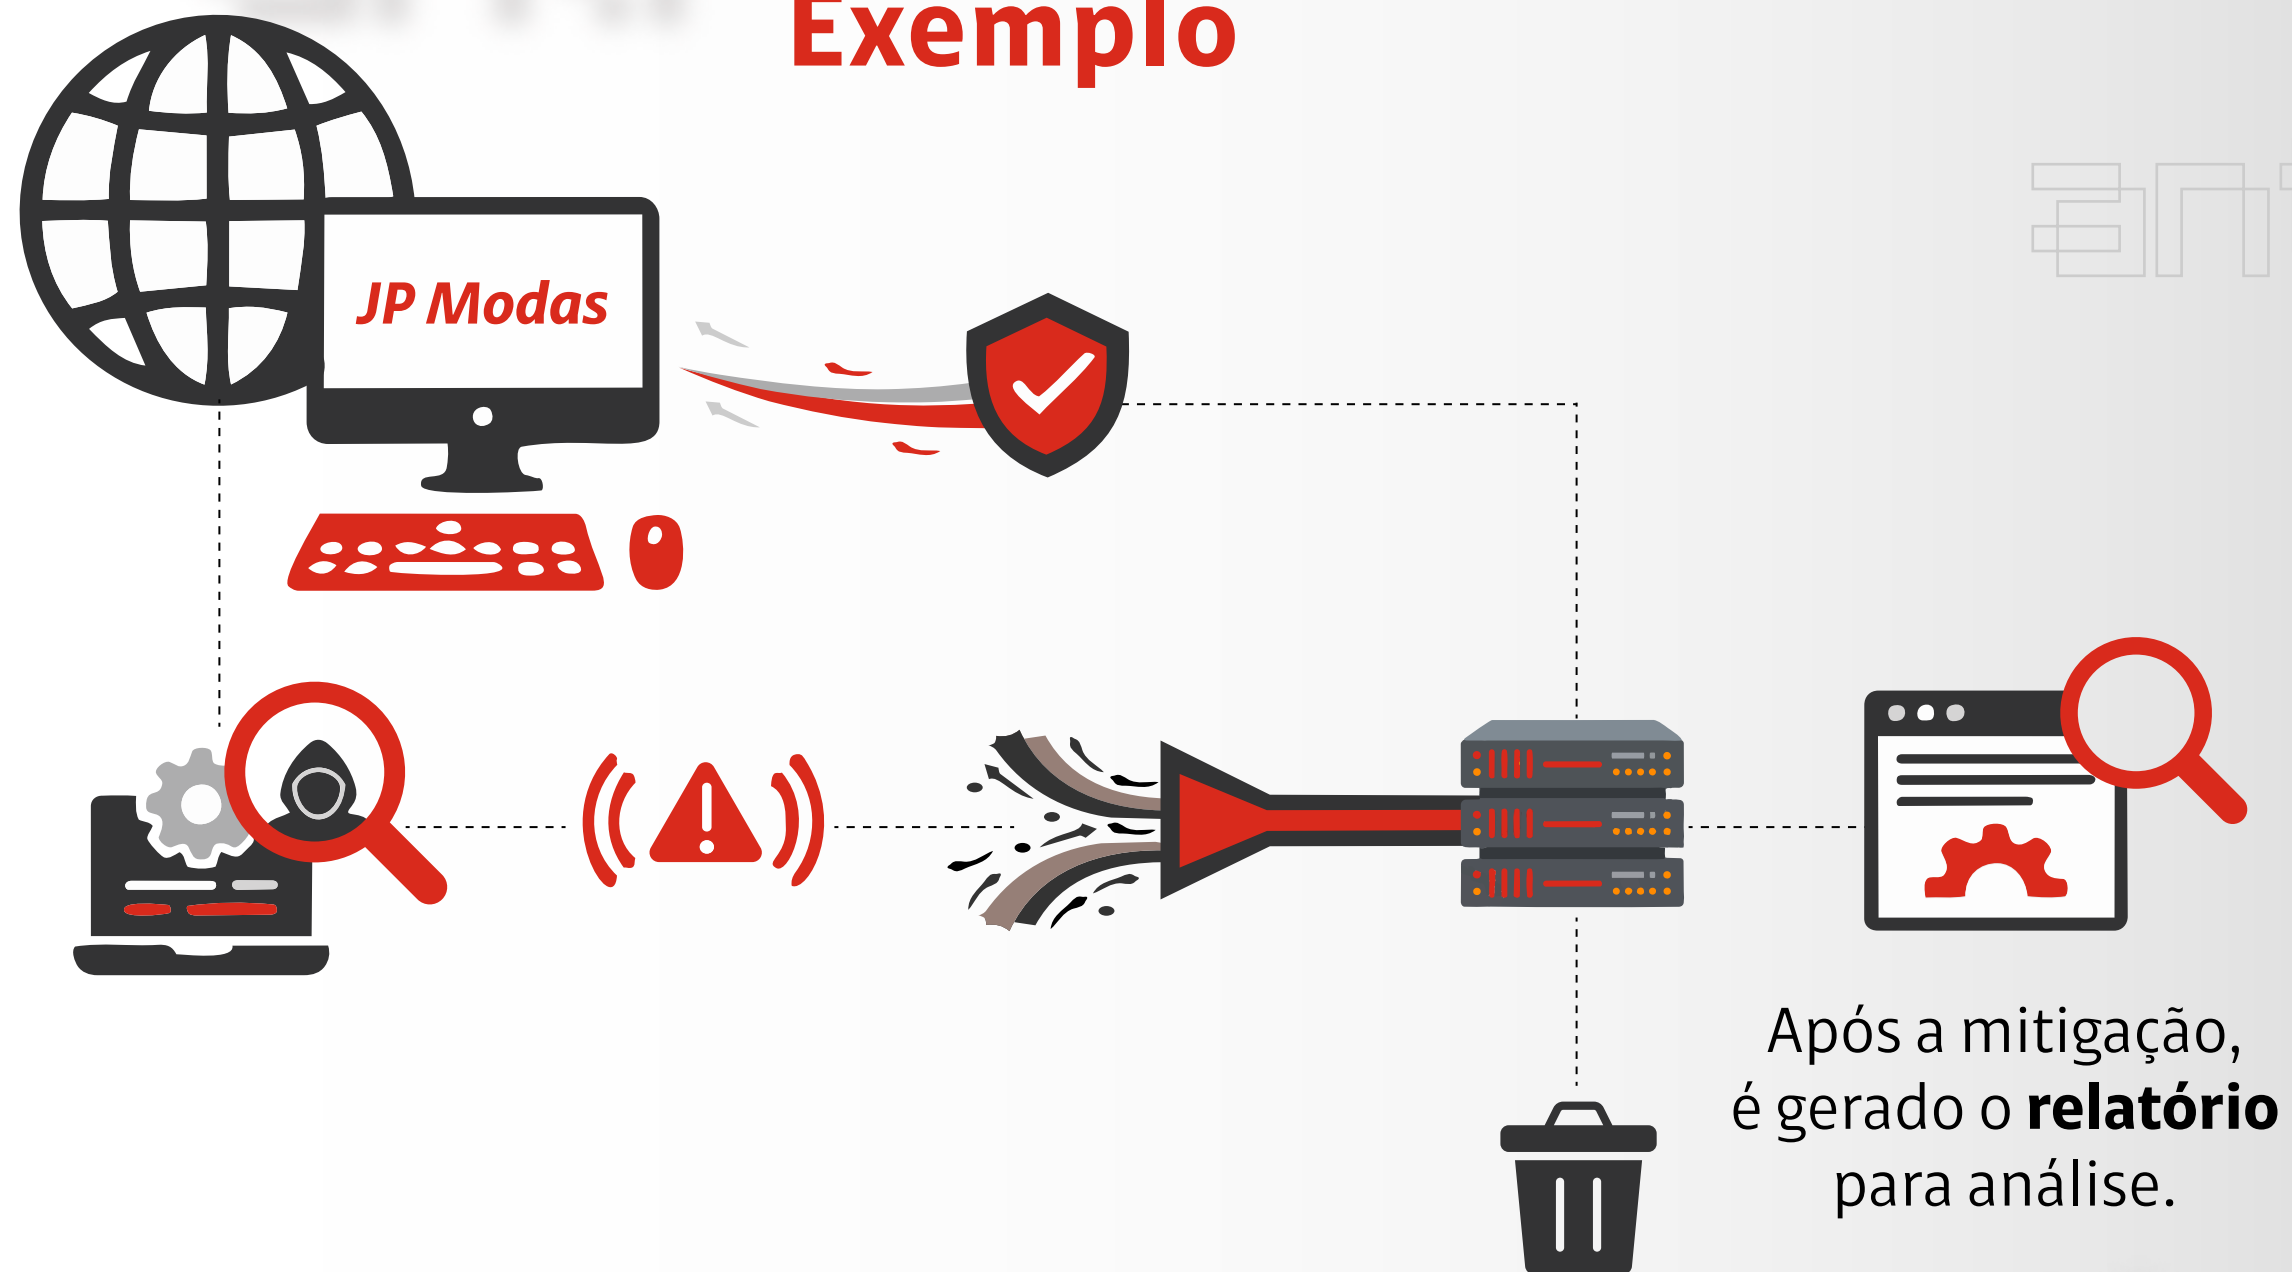 Exemplo
JP Modas
Após a mitigação,
é gerado o relatório
para análise.